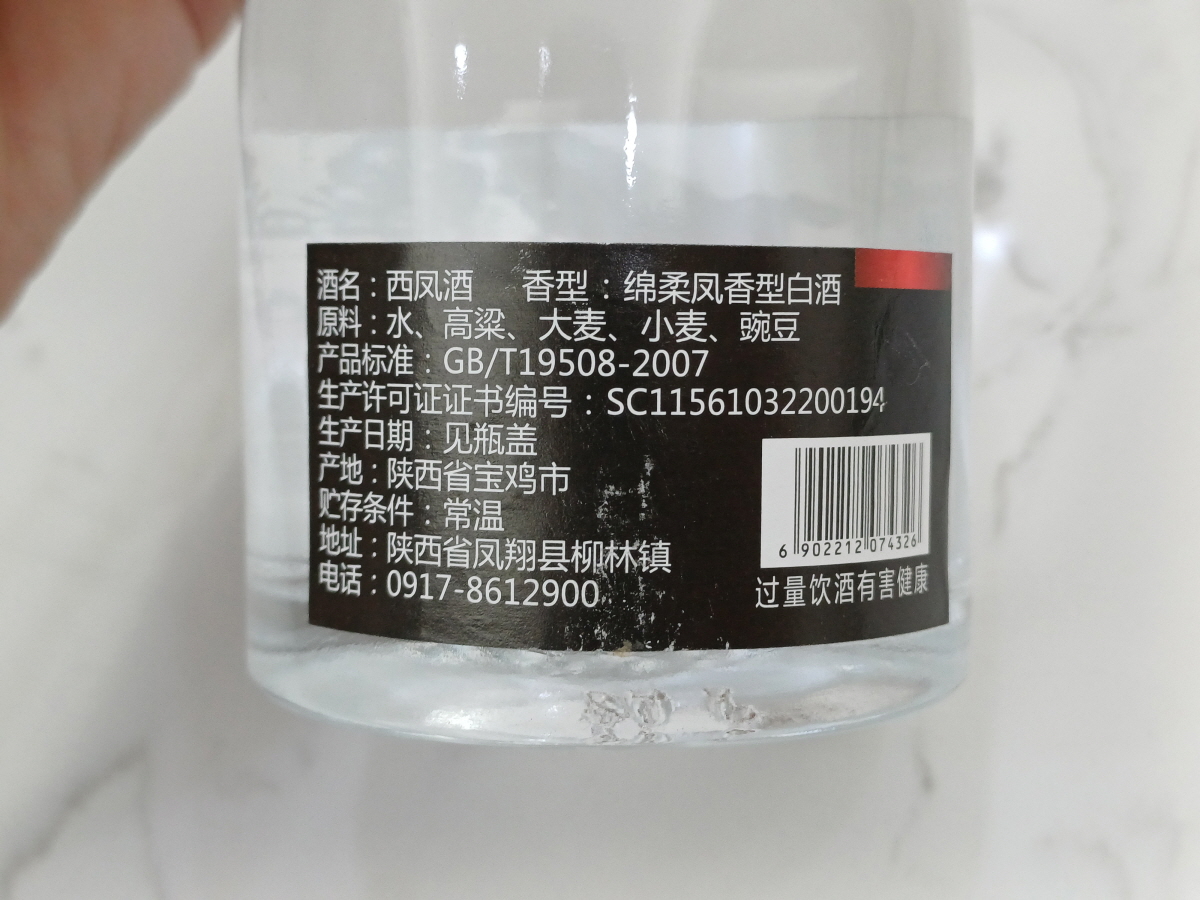 酒名：西凤酒 香型：绵柔凤香型白酒
原料：水、高粱、大麦、小麦、豌豆
产品标准：GB/T19508-2007
生产许可证证书编号：SC11561032200194
生产日期：见瓶盖
产地：陕西省宝鸡市
贮存条件：常温
地址：陕西省凤翔县柳林镇
电话：0917-8612900
6 902212 074326
过量饮酒有害健康